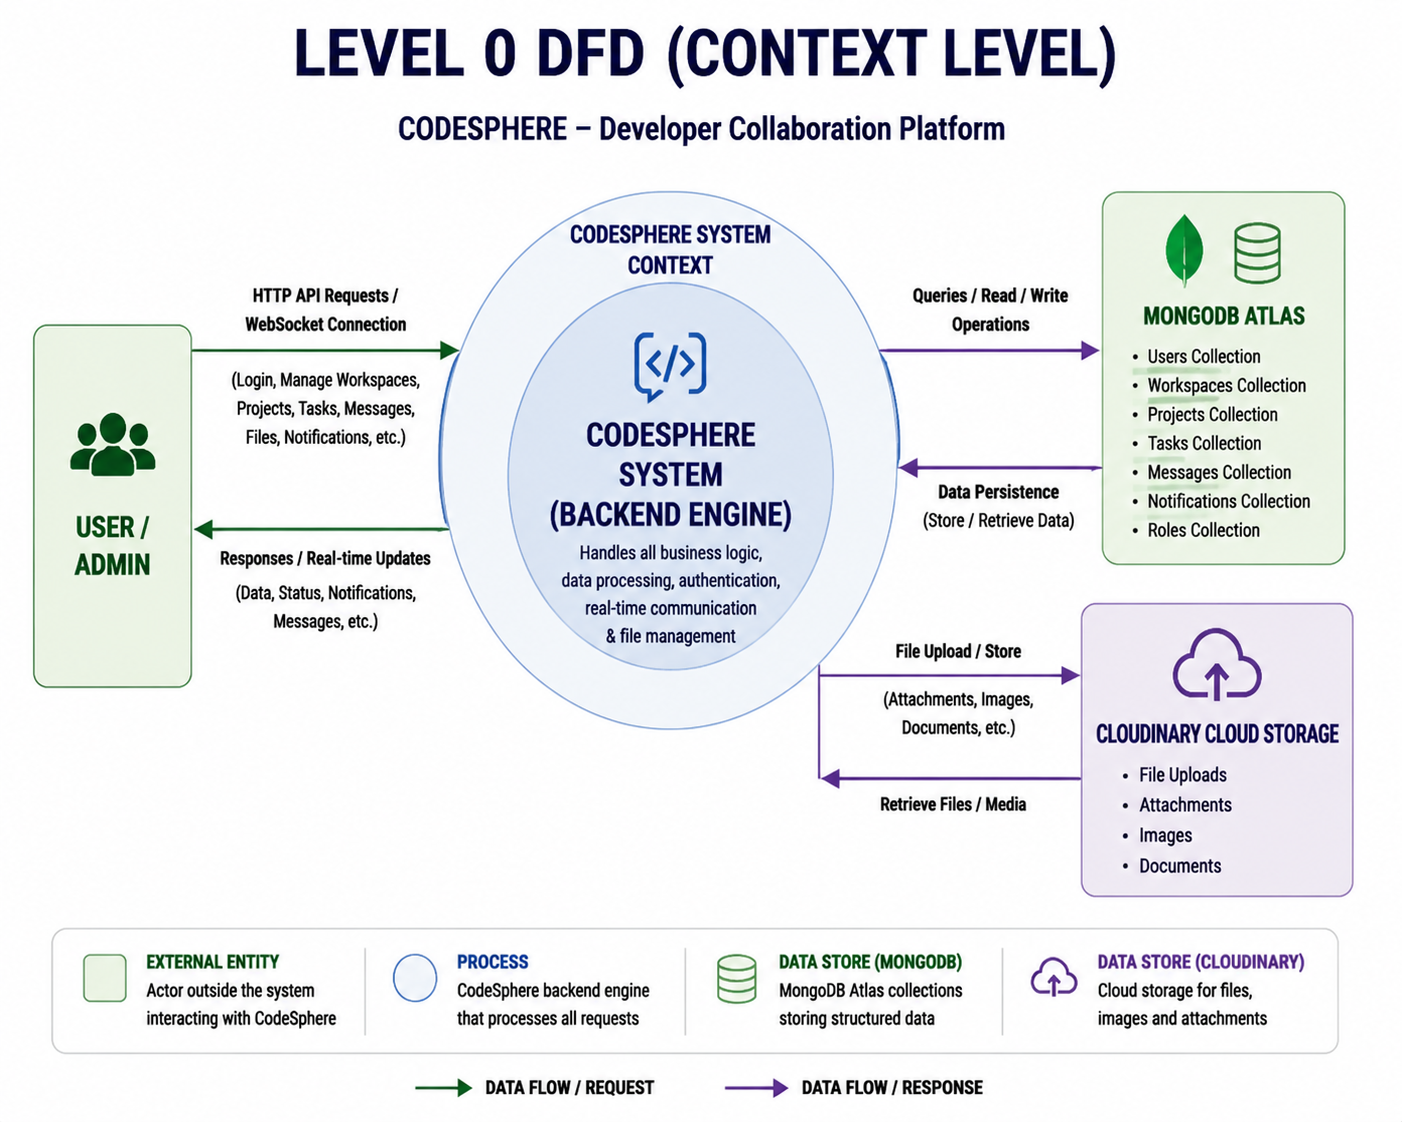 LEVEL 0 DFD (CONTEXT LEVEL)
CODESPHERE – Developer Collaboration Platform
CODESPHERE SYSTEM
CONTEXT
HTTP API Requests /
WebSocket Connection
(Login, Manage Workspaces,
Projects, Tasks, Messages,
Files, Notifications, etc.)
USER /
ADMIN
Responses / Real-time Updates
(Data, Status, Notifications,
Messages, etc.)
</>
CODESPHERE
SYSTEM
(BACKEND ENGINE)
Handles all business logic,
data processing, authentication,
real-time communication
& file management
Queries / Read / Write
Operations
Data Persistence
(Store / Retrieve Data)
MONGODB ATLAS
• Users Collection
• Workspaces Collection
• Projects Collection
• Tasks Collection
• Messages Collection
• Notifications Collection
• Roles Collection
File Upload / Store
(Attachments, Images,
Documents, etc.)
Retrieve Files / Media
CLOUDINARY CLOUD STORAGE
• File Uploads
• Attachments
• Images
• Documents
EXTERNAL ENTITY
Actor outside the system
interacting with CodeSphere
PROCESS
CodeSphere backend engine
that processes all requests
DATA STORE (MONGODB)
MongoDB Atlas collections
storing structured data
DATA STORE (CLOUDINARY)
Cloud storage for files,
images and attachments
DATA FLOW / REQUEST
DATA FLOW / RESPONSE